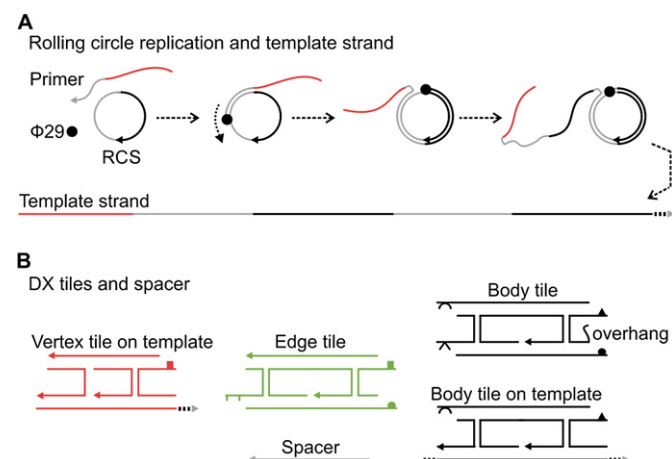 A
Rolling circle replication and template strand
Primer
Φ29
RCS
Template strand
B
DX tiles and spacer
Body tile
Vertex tile on template
Edge tile
overhang
Body tile on template
Spacer